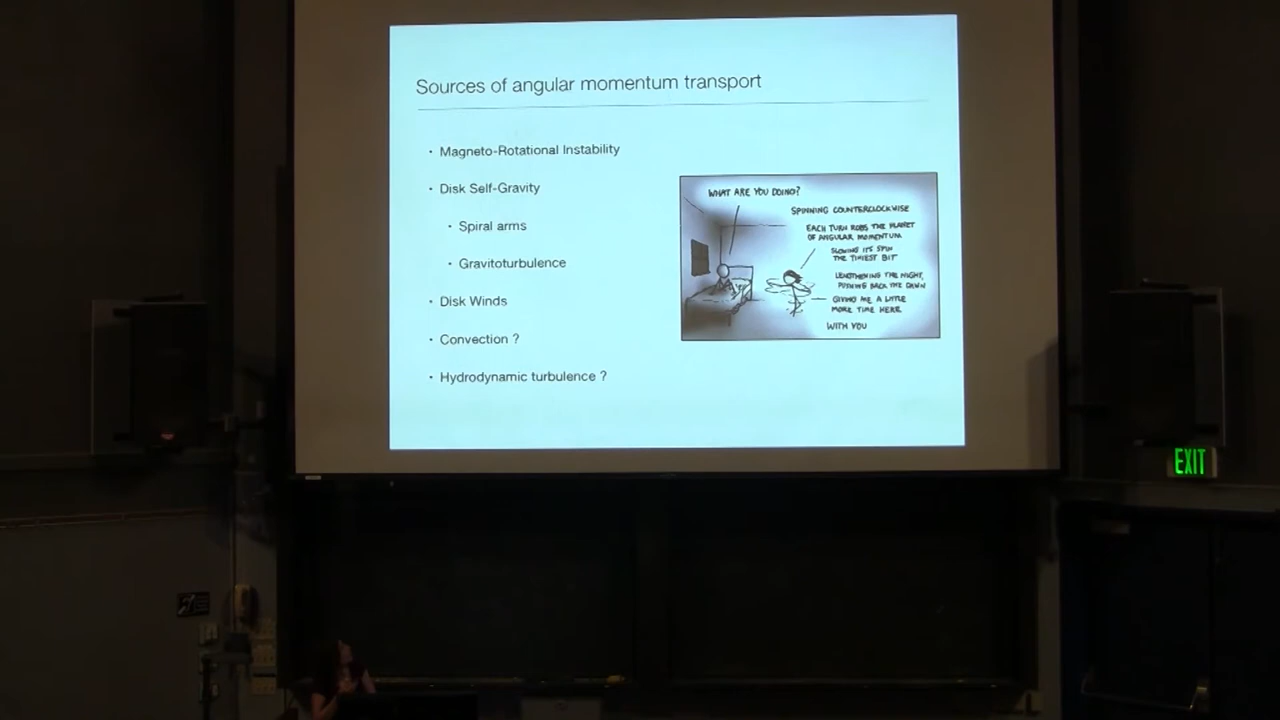 Sources of angular momentum transport
· Magneto-Rotational Instability
· Disk Self-Gravity
· Spiral arms
· Gravitoturbulence
· Disk Winds
· Convection ?
· Hydrodynamic turbulence ?
WHAT ARE YOU DOING?
SPINNING COUNTERCLOCKWISE
EACH TURN ROBS THE PLANET
OF ANGULAR MOMENTUM
SLOWING ITS SPIN
THE TINIEST BIT
LENGTHENING THE NIGHT,
PUSHING BACK THE DAWN
GIVING ME A LITTLE
MORE TIME HERE
WITH YOU
EXIT